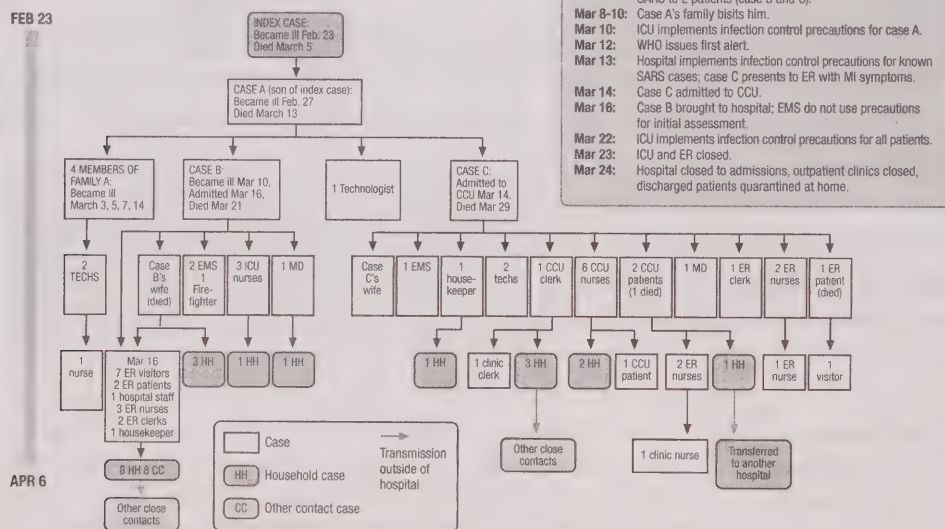 FEB 23
INDEX CASE:
Became ill Feb. 23
Died March 5
CASE A (son of index case):
Became ill Feb. 27
Died March 13
SARS to 2 patients (case B and C).
Mar 8-10: Case A's family bisits him.
Mar 10: ICU implements infection control precautions for case A.
Mar 12: WHO issues first alert.
Mar 13: Hospital implements infection control precautions for known
SARS cases; case C presents to ER with MI symptoms.
Mar 14: Case C admitted to CCU.
Mar 16: Case B brought to hospital; EMS do not use precautions
for initial assessment.
Mar 22: ICU implements infection control precautions for all patients.
Mar 23: ICU and ER closed.
Mar 24: Hospital closed to admissions, outpatient clinics closed,
discharged patients quarantined at home.
4 MEMBERS OF
FAMILY A:
Became ill
March 3, 5, 7, 14
CASE B:
Became ill Mar 10,
Admitted Mar 16,
Died Mar 21
1 Technologist
CASE C:
Admitted to
CCU Mar 14.
Died Mar 29
2
TECHS
Case
B's
wife
(died)
2 EMS
1
Fire-
fighter
3 ICU
nurses
1 MD
Case
C's
wife
1 EMS
1
house-
keeper
2
techs
1 CCU
clerk
6 CCU
nurses
2 CCU
patients
(1 died)
1 MD
1 ER
clerk
2 ER
nurses
1 ER
patient
(died)
1
nurse
Mar 16
7 ER visitors
2 ER patients
1 hospital staff
3 ER nurses
2 ER clerks
1 housekeeper
3 HH
1 HH
1 HH
1 HH
1 clinic
clerk
3 HH
2 HH
1 CCU
patient
2 ER
nurses
1 HH
1 ER
nurse
1
visitor
8 HH 8 CC
Other close
contacts
Other close
contacts
1 clinic nurse
Transferred
to another
hospital
APR 6
Case
HH Household case
CC Other contact case
Transmission
outside of
hospital